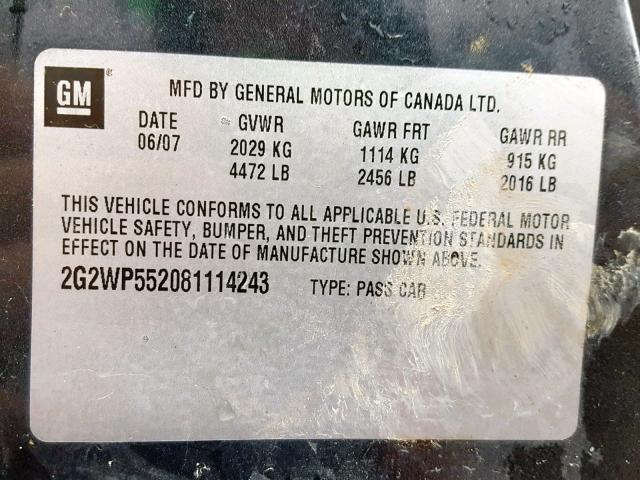 GM ®
MFD BY GENERAL MOTORS OF CANADA LTD.
DATE GVWR GAWR FRT GAWR RR
06/07 2029 KG 1114 KG 915 KG
4472 LB 2456 LB 2016 LB
THIS VEHICLE CONFORMS TO ALL APPLICABLE U.S. FEDERAL MOTOR
VEHICLE SAFETY, BUMPER, AND THEFT PREVENTION STANDARDS IN
EFFECT ON THE DATE OF MANUFACTURE SHOWN ABOVE.
2G2WP552081114243 TYPE: PASS CAR